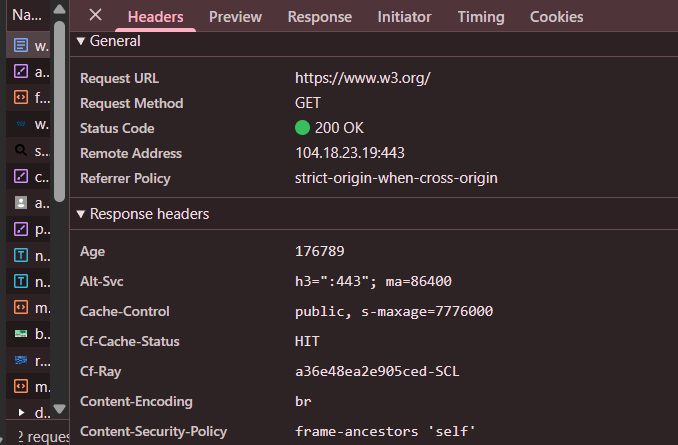 Na...
Headers Preview Response Initiator Timing Cookies
General
w...
a...
f...
w...
s...
c...
a...
p...
n...
n...
m...
b...
r...
m...
d...
2 reques
Request URL https://www.w3.org/
Request Method GET
Status Code 200 OK
Remote Address 104.18.23.19:443
Referrer Policy strict-origin-when-cross-origin
Response headers
Age 176789
Alt-Svc h3=":443"; ma=86400
Cache-Control public, s-maxage=7776000
Cf-Cache-Status HIT
Cf-Ray a36e48ea2e905ced-SCL
Content-Encoding br
Content-Security-Policy frame-ancestors 'self'